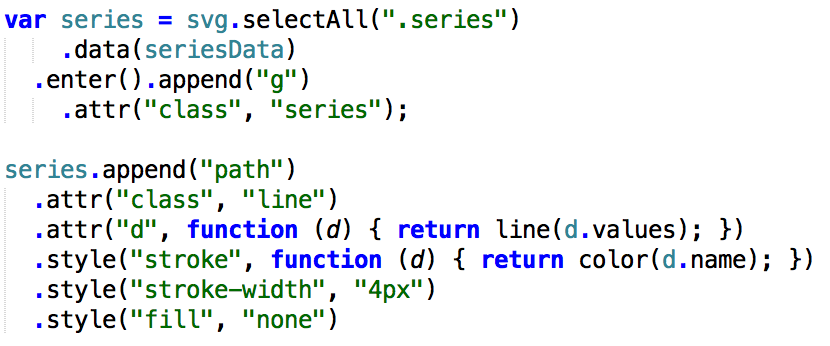 var series = svg.selectAll(".series")
    .data(seriesData)
  .enter().append("g")
    .attr("class", "series");

series.append("path")
  .attr("class", "line")
  .attr("d", function (d) { return line(d.values); })
  .style("stroke", function (d) { return color(d.name); })
  .style("stroke-width", "4px")
  .style("fill", "none")